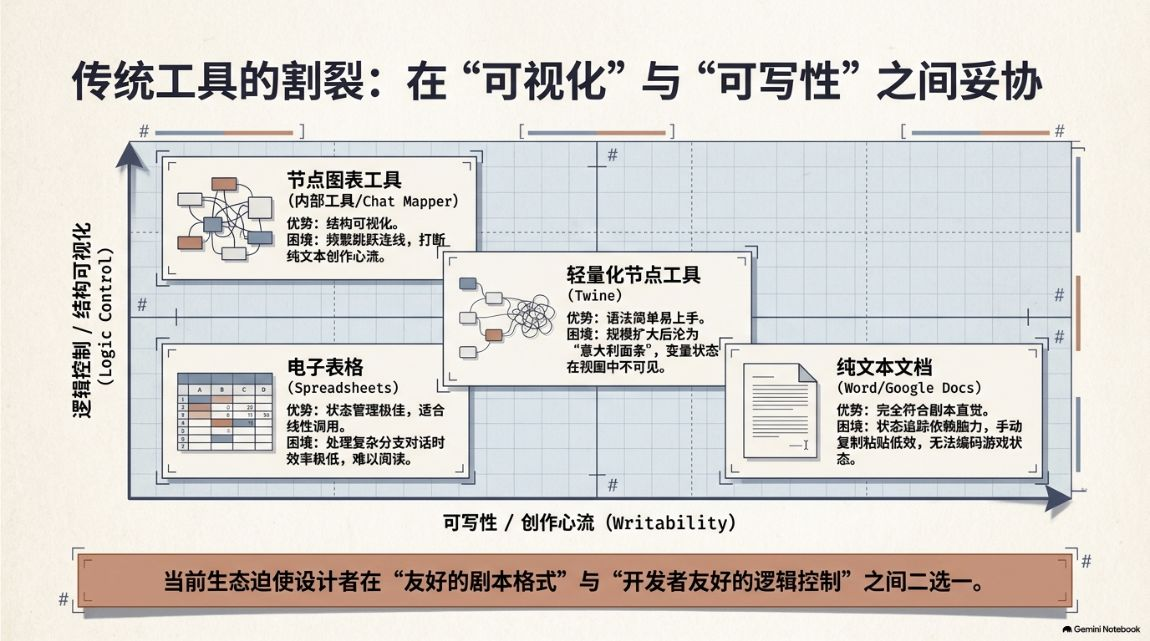 传统工具的割裂：在“可视化”与“可写性”之间妥协
# ]
[ ]
[ #
#
节点图表工具
(内部工具/Chat Mapper)
优势：结构可视化。
困境：频繁跳跃连线，打断
纯文本创作心流。
逻辑控制 / 结构可视化
(Logic Control)
轻量化节点工具
(Twine)
优势：语法简单易上手。
困境：规模扩大后沦为
“意大利面条”，变量状态
在视图中不可见。
#
#
#
电子表格
(Spreadsheets)
优势：状态管理极佳，适合
线性调用。
困境：处理复杂分支对话时
效率极低，难以阅读。
A B C D
纯文本文档
(Word/Google Docs)
优势：完全符合剧本直觉。
困境：状态追踪依赖脑力，手动
复制粘贴低效，无法编码游戏状
态。
#
可写性 / 创作心流 (Writability)
#
当前生态迫使设计者在“友好的剧本格式”与“开发者友好的逻辑控制”之间二选一。
#
Gemini Notebook